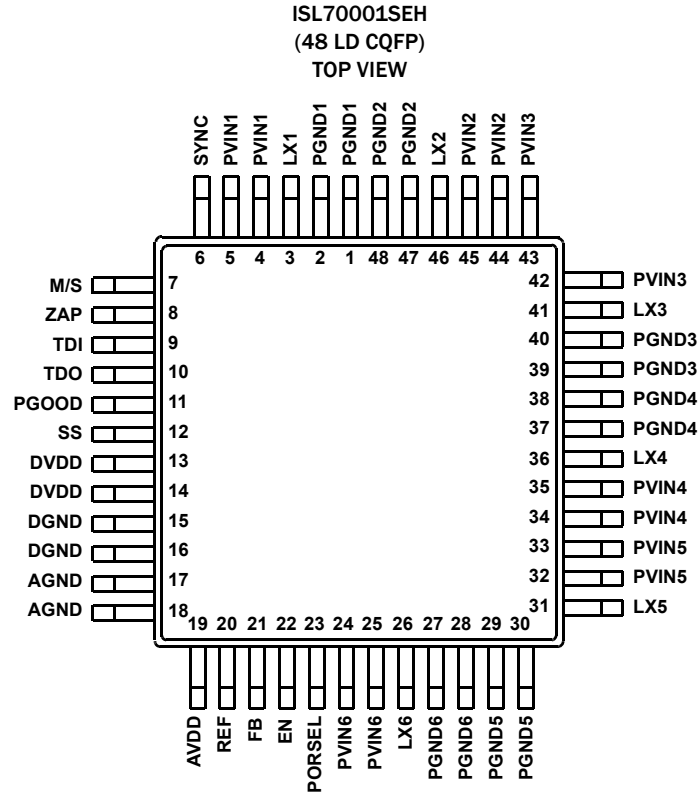 ISL70001SEH
(48 LD CQFP)
TOP VIEW
SYNC
PVIN1
PVIN1
LX1
PGND1
PGND1
PGND2
PGND2
LX2
PVIN2
PVIN2
PVIN3
6 5 4 3 2 1 48 47 46 45 44 43
M/S 7
ZAP 8
TDI 9
TDO 10
PGOOD 11
SS 12
DVDD 13
DVDD 14
DGND 15
DGND 16
AGND 17
AGND 18
42 PVIN3
41 LX3
40 PGND3
39 PGND3
38 PGND4
37 PGND4
36 LX4
35 PVIN4
34 PVIN4
33 PVIN5
32 PVIN5
31 LX5
19 20 21 22 23 24 25 26 27 28 29 30
AVDD
REF
FB
EN
PORSEL
PVIN6
PVIN6
LX6
PGND6
PGND6
PGND5
PGND5